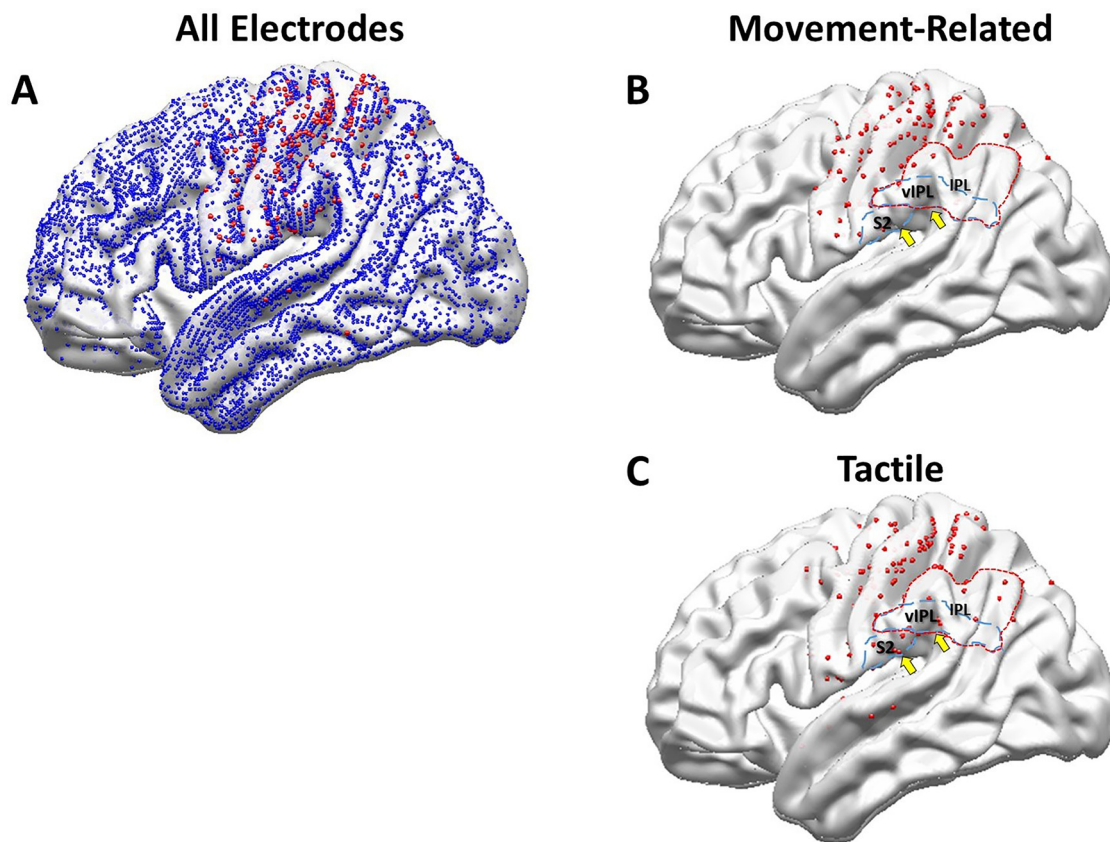 All Electrodes
A
Movement-Related
B
IPL
vIPL
S2
Tactile
C
IPL
vIPL
S2